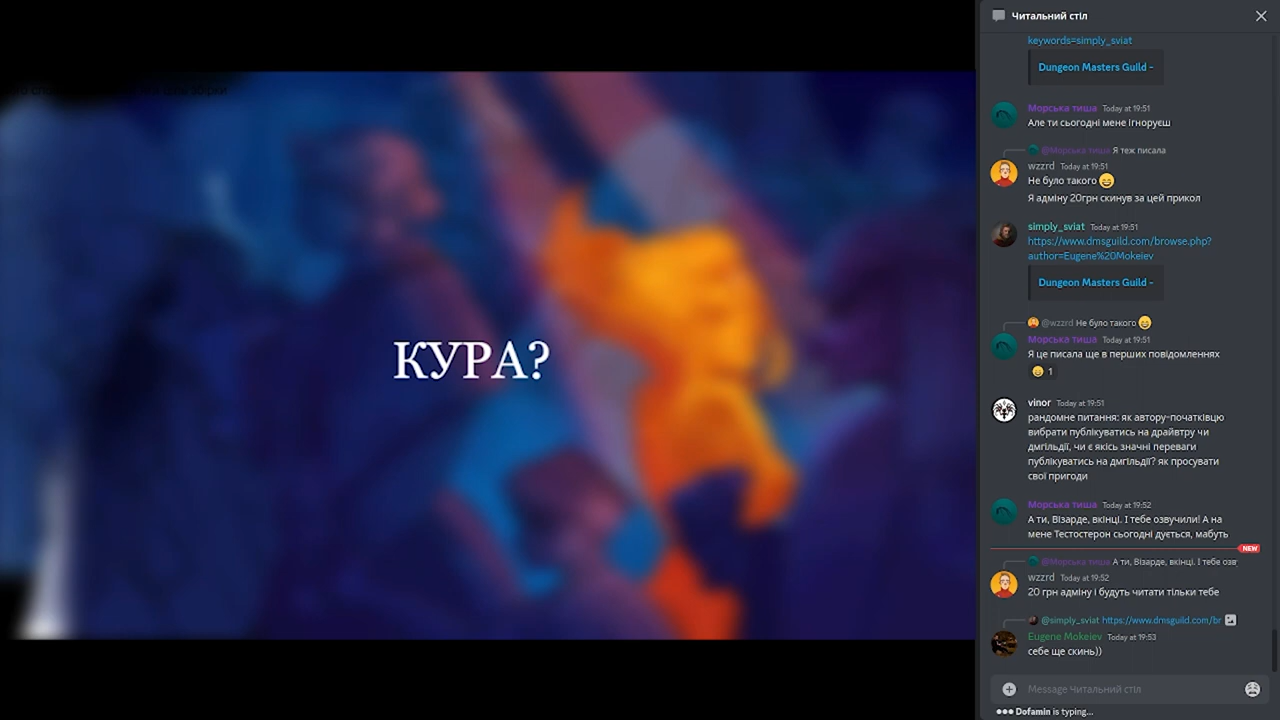 КУРА?
Читальний стіл
keywords=simply_sviat
Dungeon Masters Guild -
Морська тиша Today at 19:51
Але ти сьогодні мене ігноруєш
@Морська тиша Я теж писала
wzzrd Today at 19:51
Не було такого 😄
Я адміну 20грн скинув за цей прикол
simply_sviat Today at 19:51
https://www.dmsguild.com/browse.php?
author=Eugene%20Mokeiev
Dungeon Masters Guild -
@wzzrd Не було такого 😄
Морська тиша Today at 19:51
Я це писала ще в перших повідомленнях
😄 1
vinor Today at 19:51
рандомне питання: як автору-початківцю
вибрати публікуватись на драйвтру чи
дмгільдії, чи є якісь значні переваги
публікуватись на дмгільдії? як просувати
свої пригоди
Морська тиша Today at 19:52
А ти, Візарде, вкінці. І тебе озвучили! А на
мене Тестостерон сьогодні дується, мабуть
NEW
@Морська тиша А ти, Візарде, вкінці. І тебе озв
wzzrd Today at 19:52
20 грн адміну і будуть читати тільки тебе
@simply_sviat https://www.dmsguild.com/br
Eugene Mokeiev Today at 19:53
себе ще скинь))
Message Читальний стіл
Dofamin is typing...